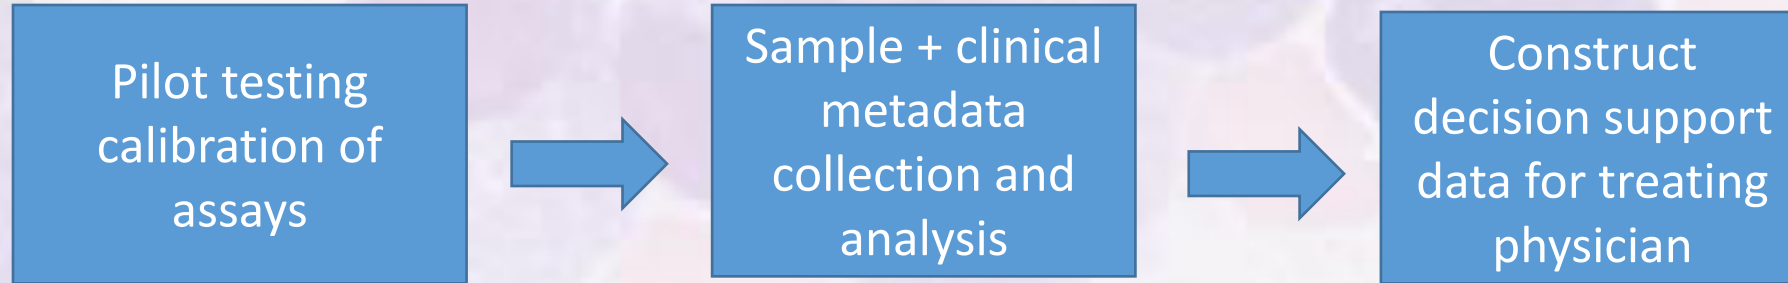 Pilot testing
calibration of
assays
Sample + clinical
metadata
collection and
analysis
Construct
decision support
data for treating
physician